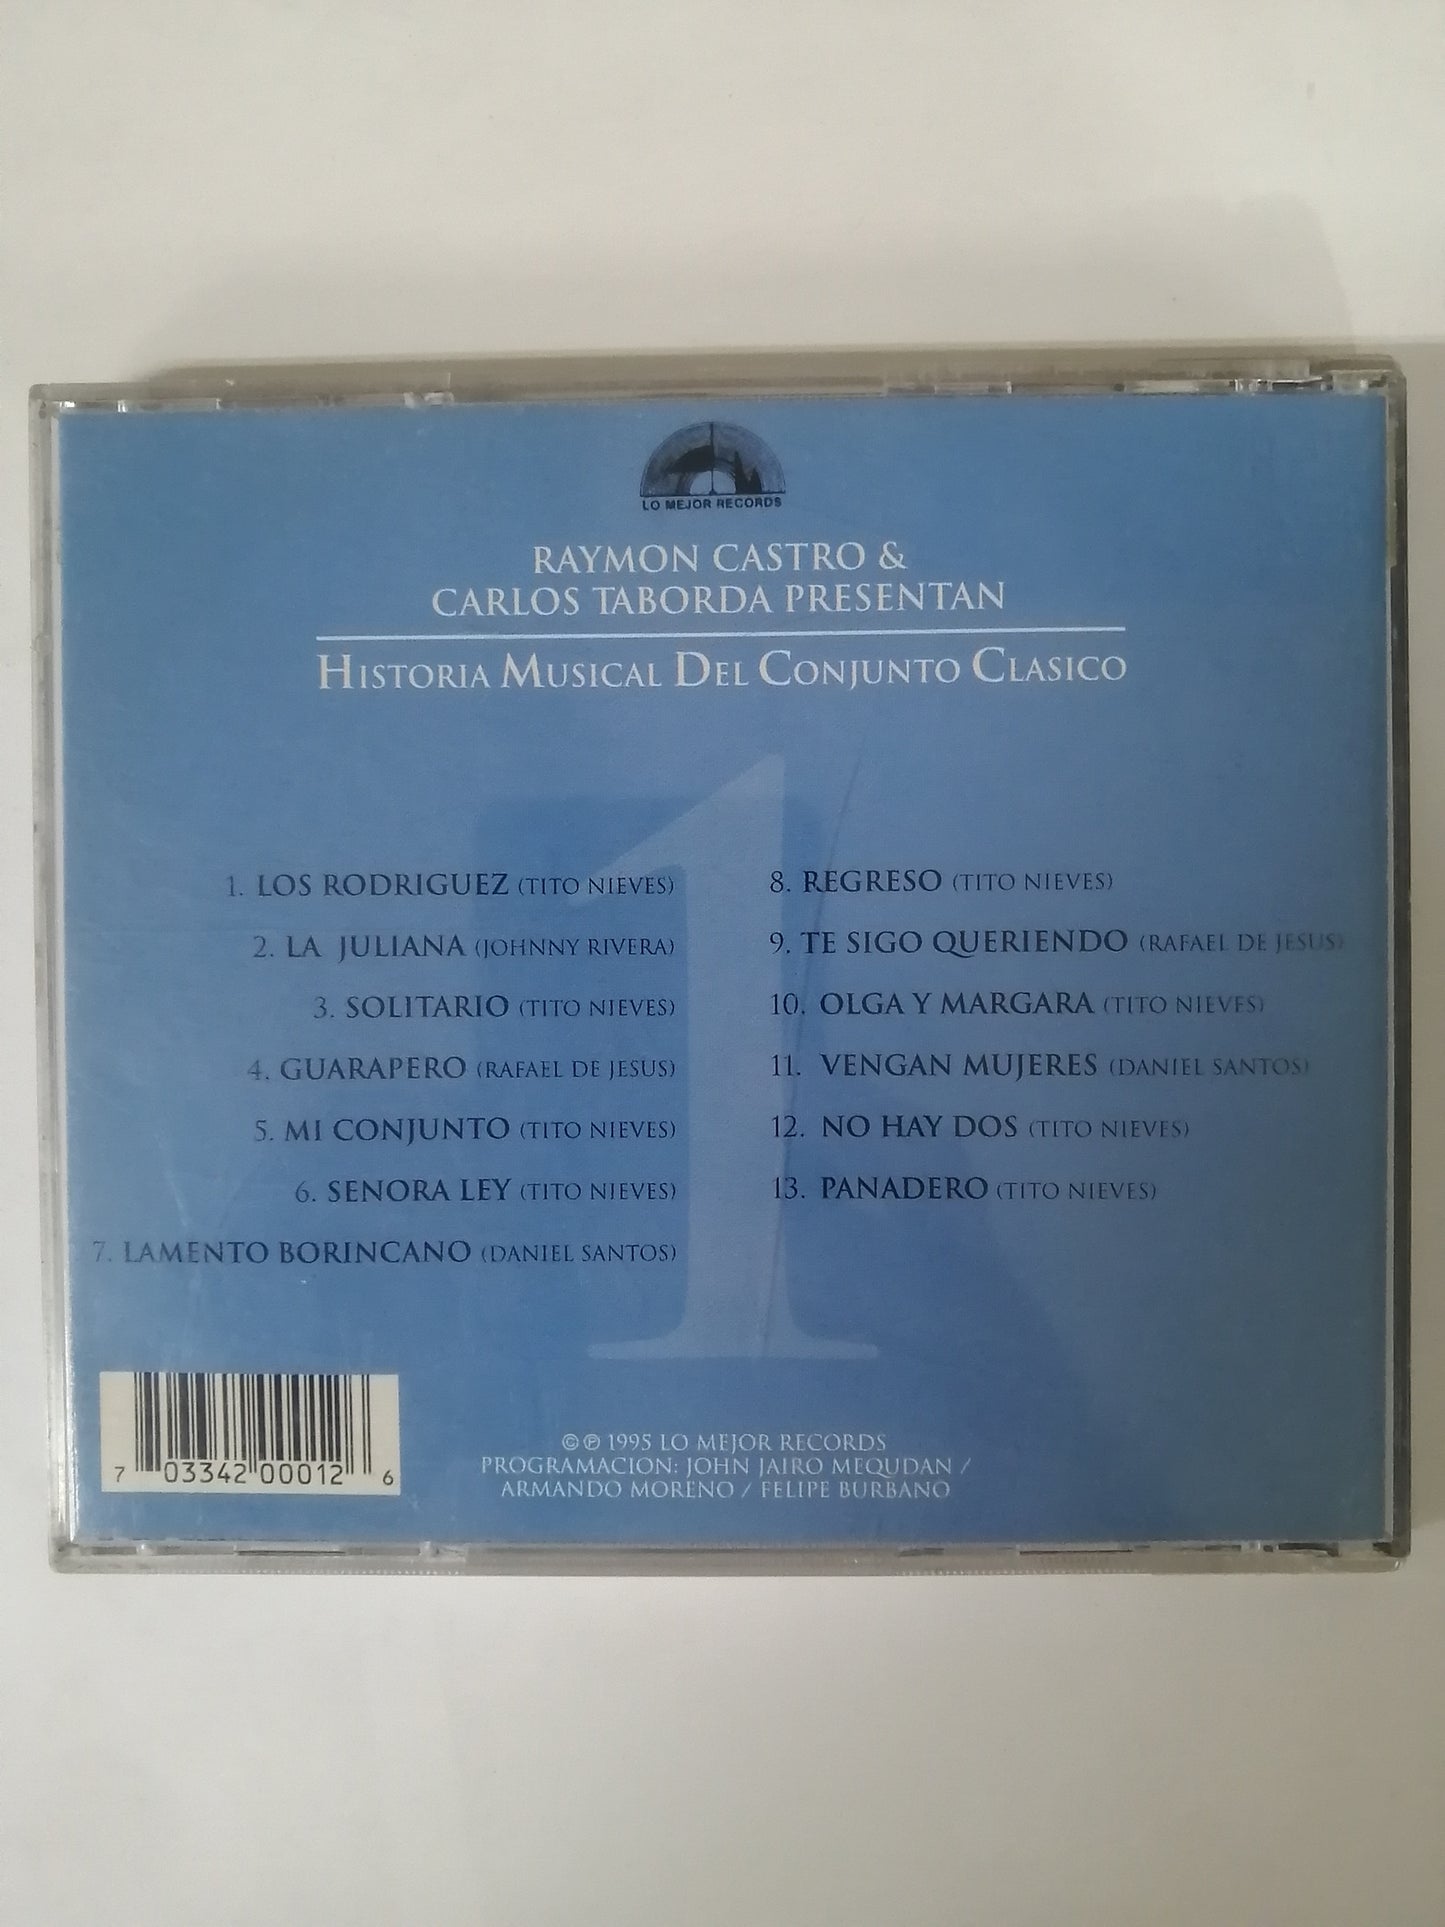 LO MEJOR RECORDS
RAYMON CASTRO &
CARLOS TABORDA PRESENTAN
HISTORIA MUSICAL DEL CONJUNTO CLASICO
1
1. LOS RODRIGUEZ (TITO NIEVES)
2. LA JULIANA (JOHNNY RIVERA)
3. SOLITARIO (TITO NIEVES)
4. GUARAPERO (RAFAEL DE JESUS)
5. MI CONJUNTO (TITO NIEVES)
6. SENORA LEY (TITO NIEVES)
7. LAMENTO BORINCANO (DANIEL SANTOS)
8. REGRESO (TITO NIEVES)
9. TE SIGO QUERIENDO (RAFAEL DE JESUS)
10. OLGA Y MARGARA (TITO NIEVES)
11. VENGAN MUJERES (DANIEL SANTOS)
12. NO HAY DOS (TITO NIEVES)
13. PANADERO (TITO NIEVES)
7 03342 00012 6
©℗ 1995 LO MEJOR RECORDS
PROGRAMACION: JOHN JAIRO MEQUDAN /
ARMANDO MORENO / FELIPE BURBANO